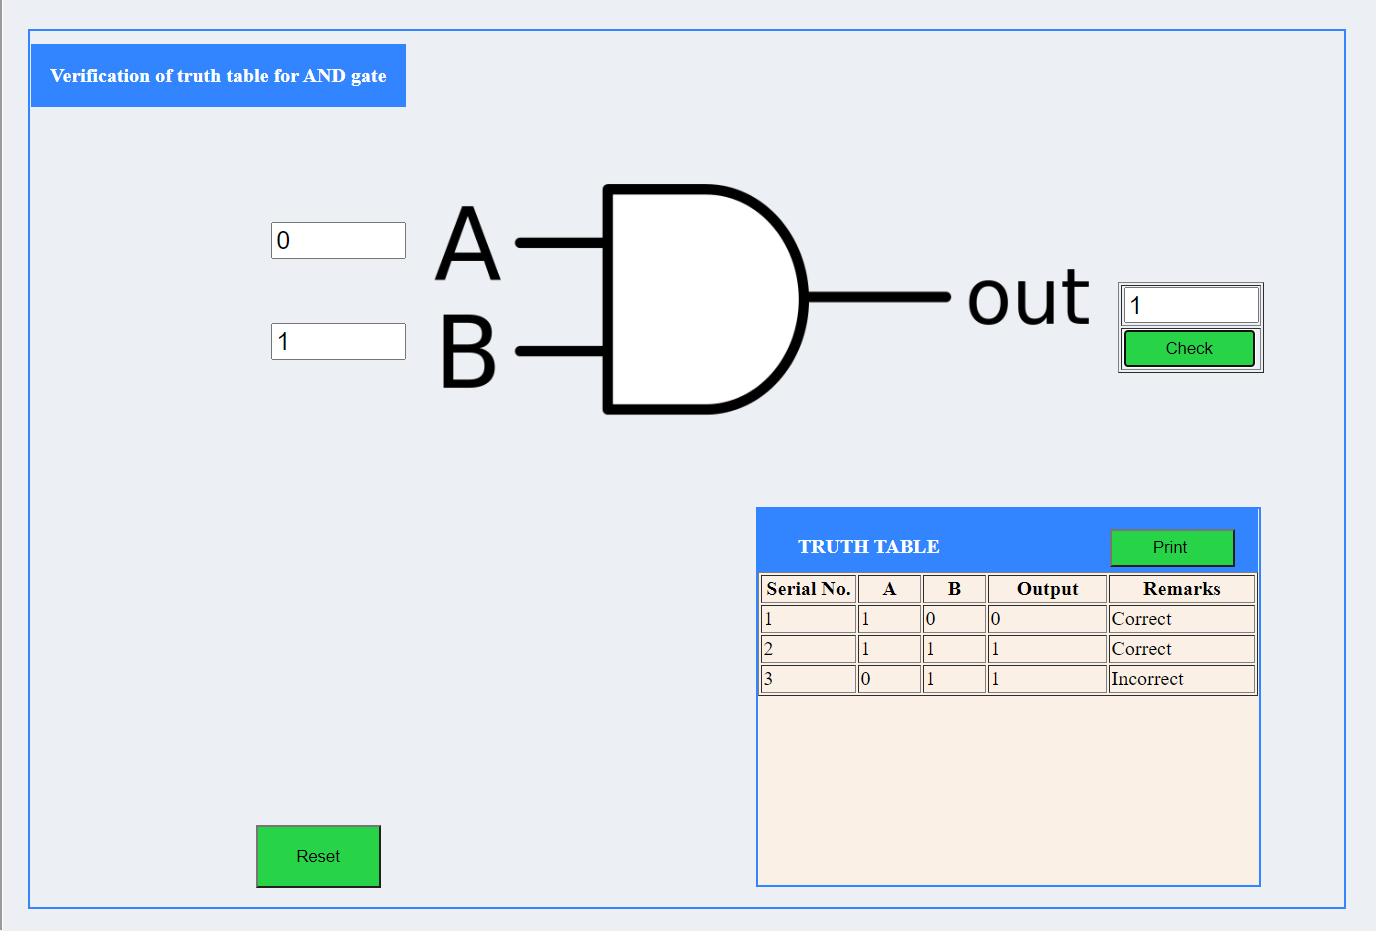 Verification of truth table for AND gate
0
A
1
B
out
1
Check
TRUTH TABLE
Print
Serial No. A B Output Remarks
1 1 0 0 Correct
2 1 1 1 Correct
3 0 1 1 Incorrect
Reset